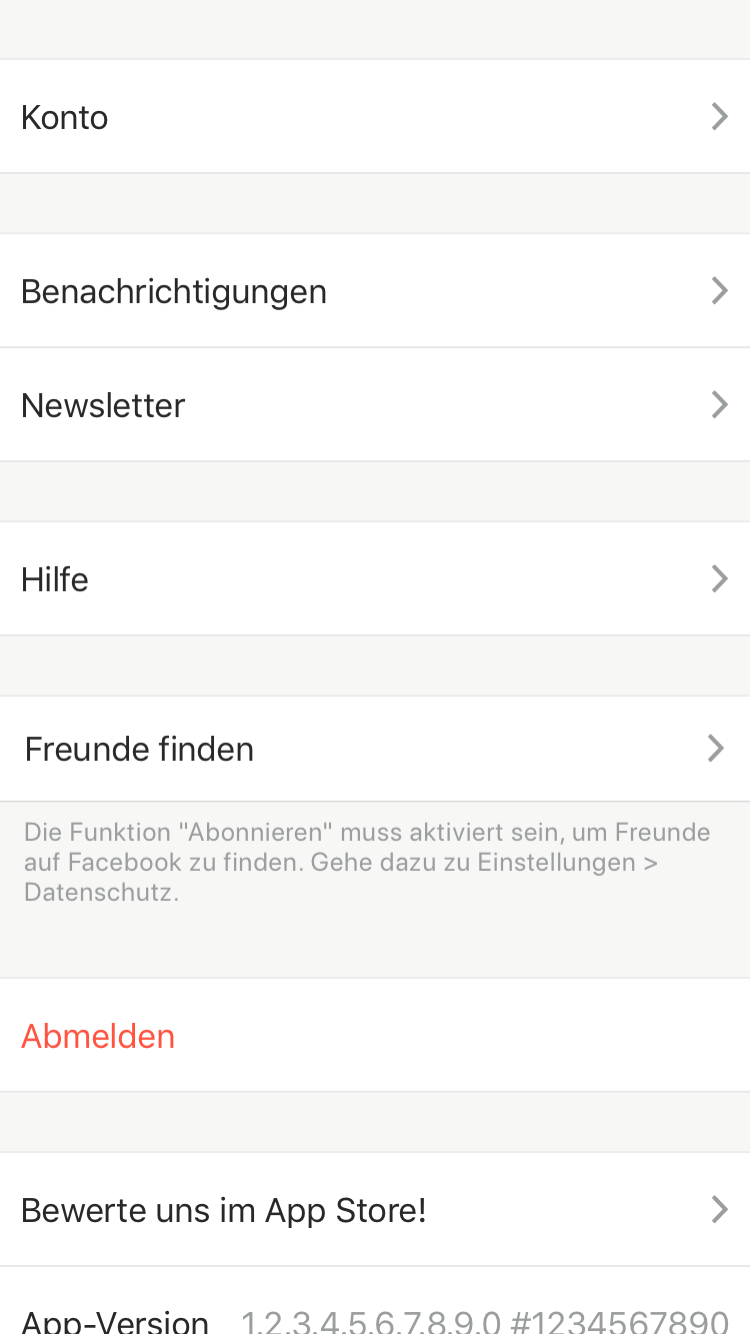 Konto
Benachrichtigungen
Newsletter
Hilfe
Freunde finden
Die Funktion "Abonnieren" muss aktiviert sein, um Freunde
auf Facebook zu finden. Gehe dazu zu Einstellungen >
Datenschutz.
Abmelden
Bewerte uns im App Store!
App-Version 1.2.3.4.5.6.7.8.9.0 #1234567890